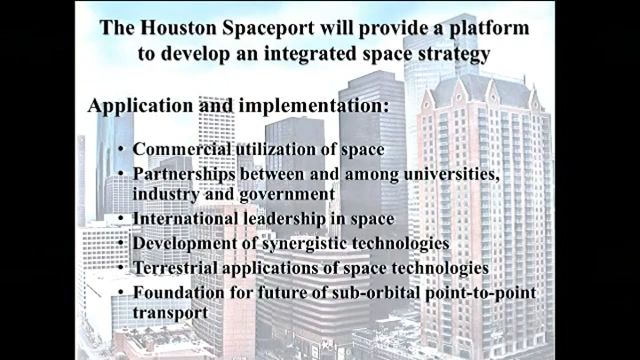 The Houston Spaceport will provide a platform
to develop an integrated space strategy
Application and implementation:
• Commercial utilization of space
• Partnerships between and among universities,
industry and government
• International leadership in space
• Development of synergistic technologies
• Terrestrial applications of space technologies
• Foundation for future of sub-orbital point-to-point
transport